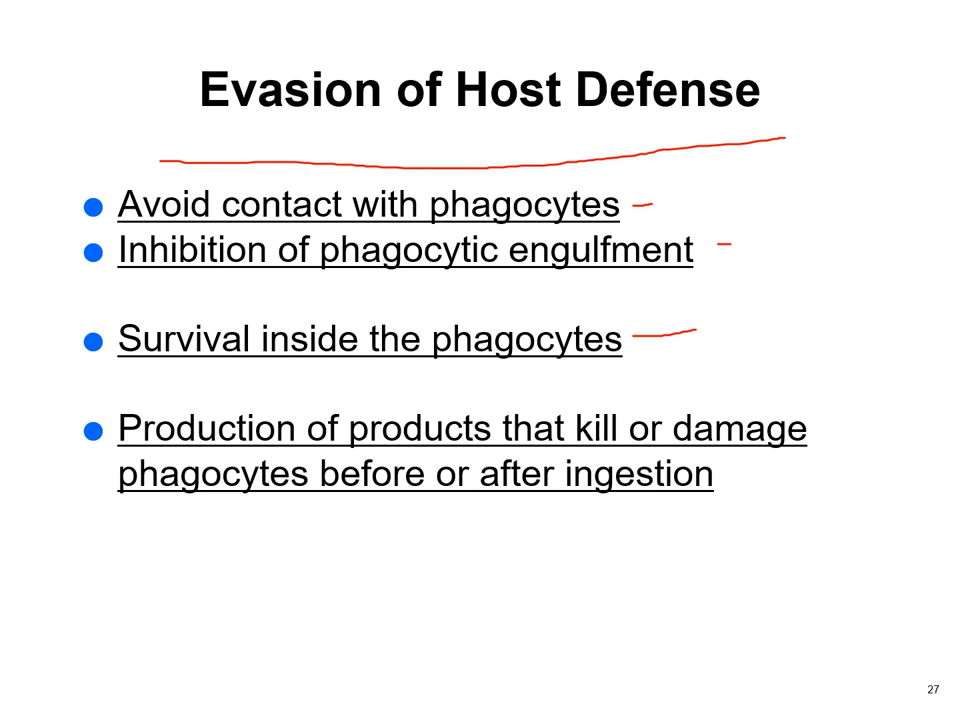 Evasion of Host Defense
Avoid contact with phagocytes
Inhibition of phagocytic engulfment
Survival inside the phagocytes
Production of products that kill or damage
phagocytes before or after ingestion
27